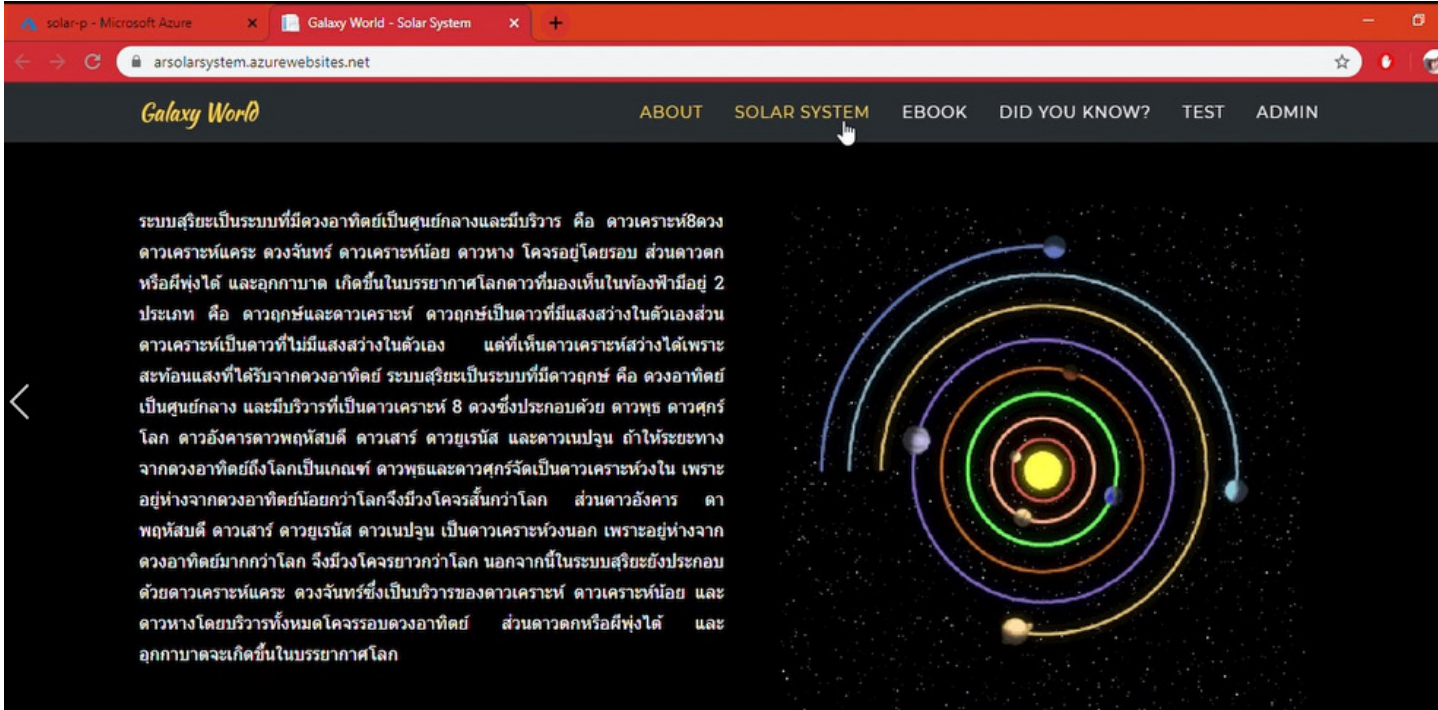 solar-p - Microsoft Azure
Galaxy World - Solar System
arsolarsystem.azurewebsites.net
Galaxy World
ABOUT SOLAR SYSTEM EBOOK DID YOU KNOW? TEST ADMIN
ระบบสุริยะเป็นระบบที่มีดวงอาทิตย์เป็นศูนย์กลางและมีบริวาร คือ ดาวเคราะห์8ดวง
ดาวเคราะห์แคระ ดวงจันทร์ ดาวเคราะห์น้อย ดาวหาง โคจรอยู่โดยรอบ ส่วนดาวตก
หรือผีพุ่งไต้ และอุกกาบาต เกิดขึ้นในบรรยากาศโลกดาวที่มองเห็นในท้องฟ้ามีอยู่ 2
ประเภท คือ ดาวฤกษ์และดาวเคราะห์ ดาวฤกษ์เป็นดาวที่มีแสงสว่างในตัวเองส่วน
ดาวเคราะห์เป็นดาวที่ไม่มีแสงสว่างในตัวเอง แต่ที่เห็นดาวเคราะห์สว่างได้เพราะ
สะท้อนแสงที่ได้รับจากดวงอาทิตย์ ระบบสุริยะเป็นระบบที่มีดาวฤกษ์ คือ ดวงอาทิตย์
เป็นศูนย์กลาง และมีบริวารที่เป็นดาวเคราะห์ 8 ดวงซึ่งประกอบด้วย ดาวพุธ ดาวศุกร์
โลก ดาวอังคารดาวพฤหัสบดี ดาวเสาร์ ดาวยูเรนัส และดาวเนปจูน ถ้าให้ระยะทาง
จากดวงอาทิตย์ถึงโลกเป็นเกณฑ์ ดาวพุธและดาวศุกร์จัดเป็นดาวเคราะห์วงใน เพราะ
อยู่ห่างจากดวงอาทิตย์น้อยกว่าโลกจึงมีวงโคจรสั้นกว่าโลก ส่วนดาวอังคาร ดา
พฤหัสบดี ดาวเสาร์ ดาวยูเรนัส ดาวเนปจูน เป็นดาวเคราะห์วงนอก เพราะอยู่ห่างจาก
ดวงอาทิตย์มากกว่าโลก จึงมีวงโคจรยาวกว่าโลก นอกจากนี้ในระบบสุริยะยังประกอบ
ด้วยดาวเคราะห์แคระ ดวงจันทร์ซึ่งเป็นบริวารของดาวเคราะห์ ดาวเคราะห์น้อย และ
ดาวหางโดยบริวารทั้งหมดโคจรรอบดวงอาทิตย์ ส่วนดาวตกหรือผีพุ่งไต้ และ
อุกกาบาตจะเกิดขึ้นในบรรยากาศโลก